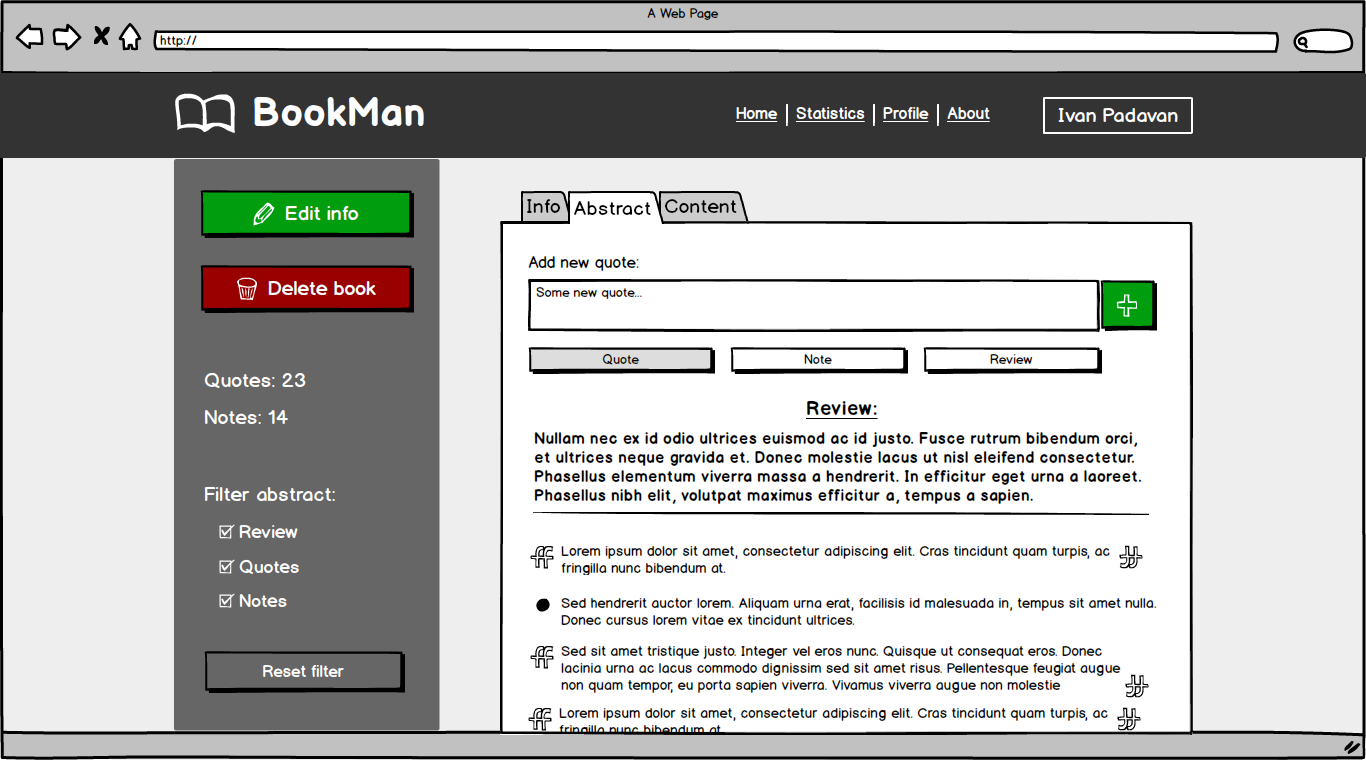 A Web Page
http://
BookMan
Home
Statistics
Profile
About
Ivan Padavan
Edit info
Delete book
Quotes: 23
Notes: 14
Filter abstract:
Review
Quotes
Notes
Reset filter
Info
Abstract
Content
Add new quote:
Some new quote...
Quote
Note
Review
Review:
Nullam nec ex id odio ultrices euismod ac id justo. Fusce rutrum bibendum orci,
et ultrices neque gravida et. Donec molestie lacus ut nisl eleifend consectetur.
Phasellus elementum viverra massa a hendrerit. In efficitur eget urna a laoreet.
Phasellus nibh elit, volutpat maximus efficitur a, tempus a sapien.
Lorem ipsum dolor sit amet, consectetur adipiscing elit. Cras tincidunt quam turpis, ac
fringilla nunc bibendum at.
Sed hendrerit auctor lorem. Aliquam urna erat, facilisis id malesuada in, tempus sit amet nulla.
Donec cursus lorem vitae ex tincidunt ultrices.
Sed sit amet tristique justo. Integer vel eros nunc. Quisque ut consequat eros. Donec
lacinia urna ac lacus commodo dignissim sed sit amet risus. Pellentesque feugiat augue
non quam tempor, eu porta sapien viverra. Vivamus viverra augue non molestie
Lorem ipsum dolor sit amet, consectetur adipiscing elit. Cras tincidunt quam turpis, ac
fringilla nunc bibendum at.